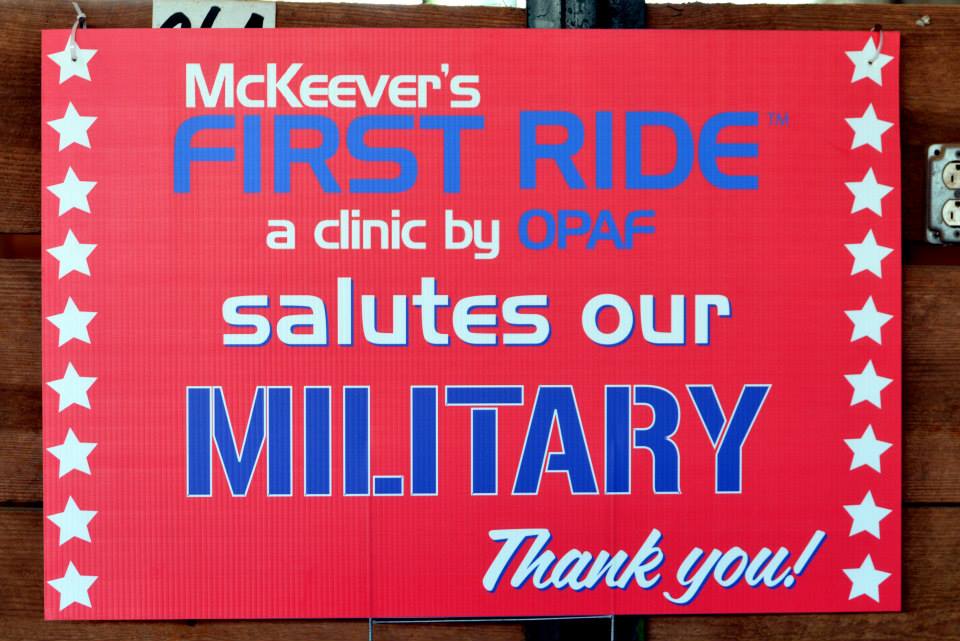 McKeever's
FIRST RIDE™
a clinic by OPAF
salutes our
MILITARY
Thank you!